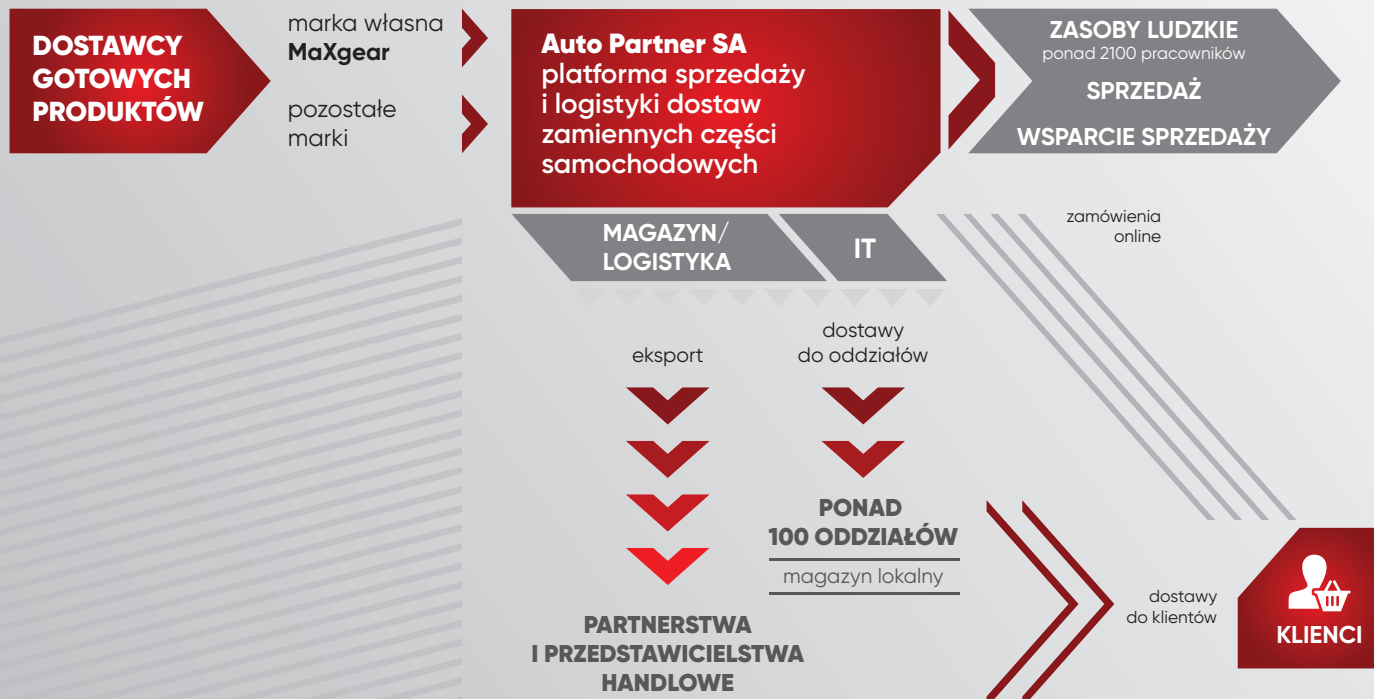 DOSTAWCY
GOTOWYCH
PRODUKTÓW
marka własna
MaXgear
pozostałe
marki
Auto Partner SA
platforma sprzedaży
i logistyki dostaw
zamiennych części
samochodowych
ZASOBY LUDZKIE
ponad 2100 pracowników
SPRZEDAŻ
WSPARCIE SPRZEDAŻY
MAGAZYN/
LOGISTYKA
IT
zamówienia
online
eksport
dostawy
do oddziałów
PONAD
100 ODDZIAŁÓW
magazyn lokalny
PARTNERSTWA
I PRZEDSTAWICIELSTWA
HANDLOWE
dostawy
do klientów
KLIENCI